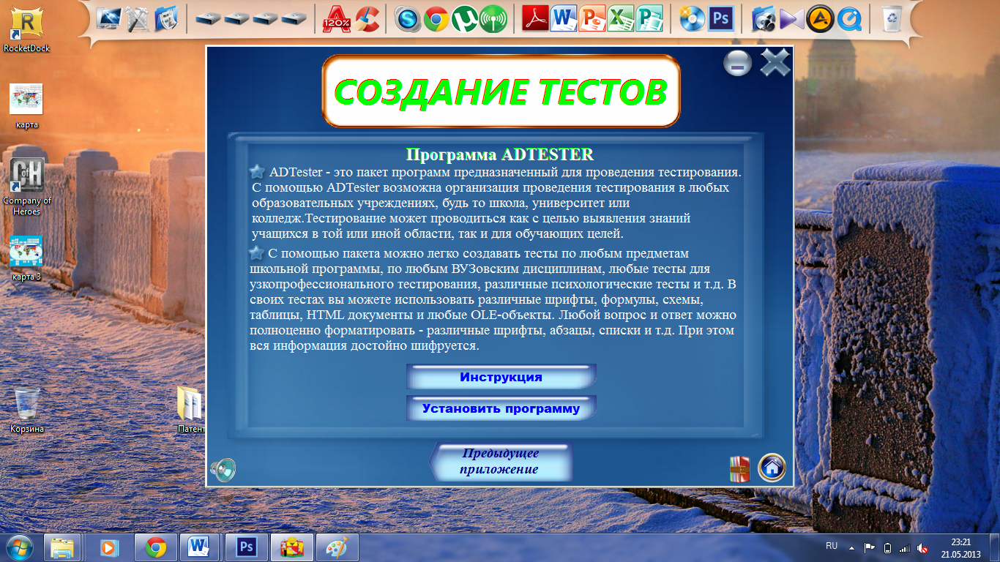 RocketDock
120%
W
Ps
СОЗДАНИЕ ТЕСТОВ
карта
Программа ADTESTER
ADTester - это пакет программ предназначенный для проведения тестирования.
С помощью ADTester возможна организация проведения тестирования в любых
образовательных учреждениях, будь то школа, университет или
колледж.Тестирование может проводиться как с целью выявления знаний
учащихся в той или иной области, так и для обучающих целей.
Company of
Heroes
С помощью пакета можно легко создавать тесты по любым предметам
школьной программы, по любым ВУЗовским дисциплинам, любые тесты для
узкопрофессионального тестирования, различные психологические тесты и т.д. В
своих тестах вы можете использовать различные шрифты, формулы, схемы,
таблицы, HTML документы и любые OLE-объекты. Любой вопрос и ответ можно
полноценно форматировать - различные шрифты, абзацы, списки и т.д. При этом
вся информация достойно шифруется.
карта 3
Инструкция
Установить программу
Корзина
Патент
Предыдущее
приложение
W
Ps
RU
23:21
21.05.2013